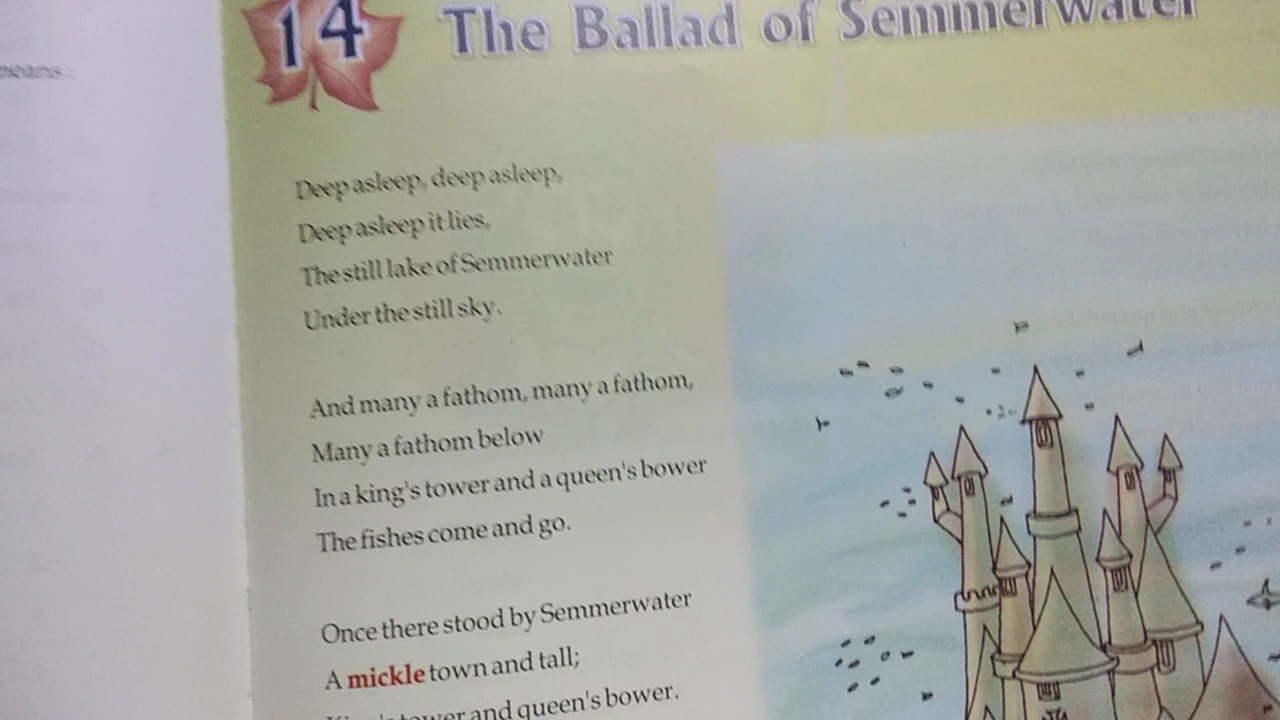 means :
14 The Ballad of Semmerwater
Deep asleep, deep asleep,
Deep asleep it lies,
The still lake of Semmerwater
Under the still sky.
And many a fathom, many a fathom,
Many a fathom below
In a king's tower and a queen's bower
The fishes come and go.
Once there stood by Semmerwater
A mickle town and tall;
King's tower and queen's bower.